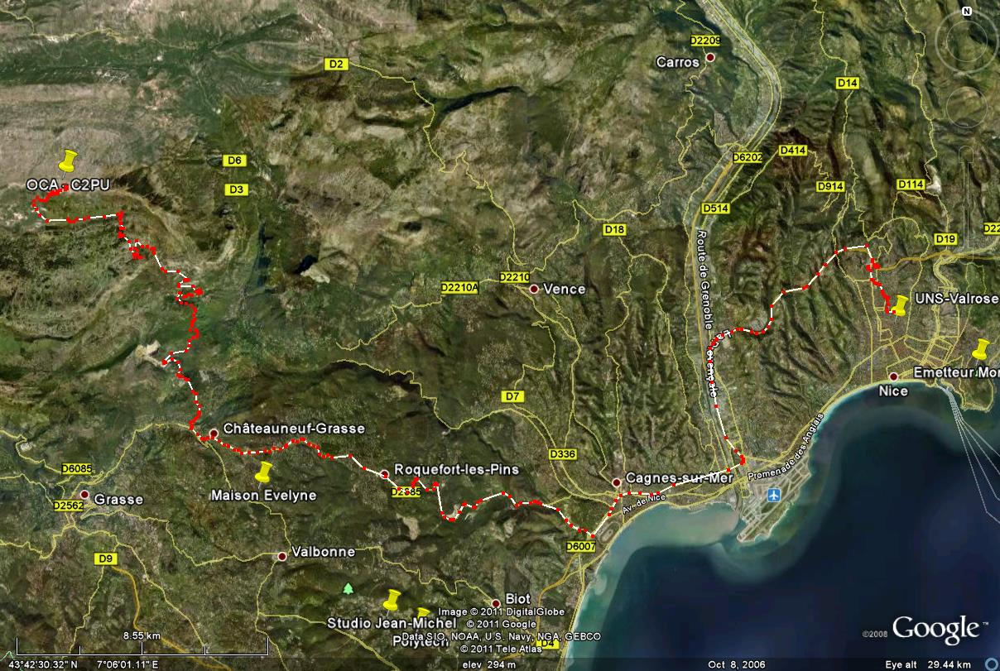 N
D2209
Carros
D2
D14
D6
D6202
D414
OCA - C2PU
D3
D914
D114
D514
D18
D22
D19
Route de Grenoble
D2210
D2210A
Vence
UNS-Valrose
Emetteur Mon
Nice
D7
Châteauneuf-Grasse
D336
Promenade des Anglais
D6085
Roquefort-les-Pins
Cagnes-sur-Mer
Maison Evelyne
D2085
Grasse
D2562
Av. de Nice
D6007
Valbonne
D9
Biot
Image © 2011 DigitalGlobe
Studio Jean-Michel
© 2011 Google
Polytech
Data SIO, NOAA, U.S. Navy, NGA, GEBCO
D4
© 2011 Tele Atlas
©2008 Google™
8.55 km
43°42'30.32" N 7°06'01.11" E
elev 294 m
Oct 8, 2006
Eye alt 29.44 km